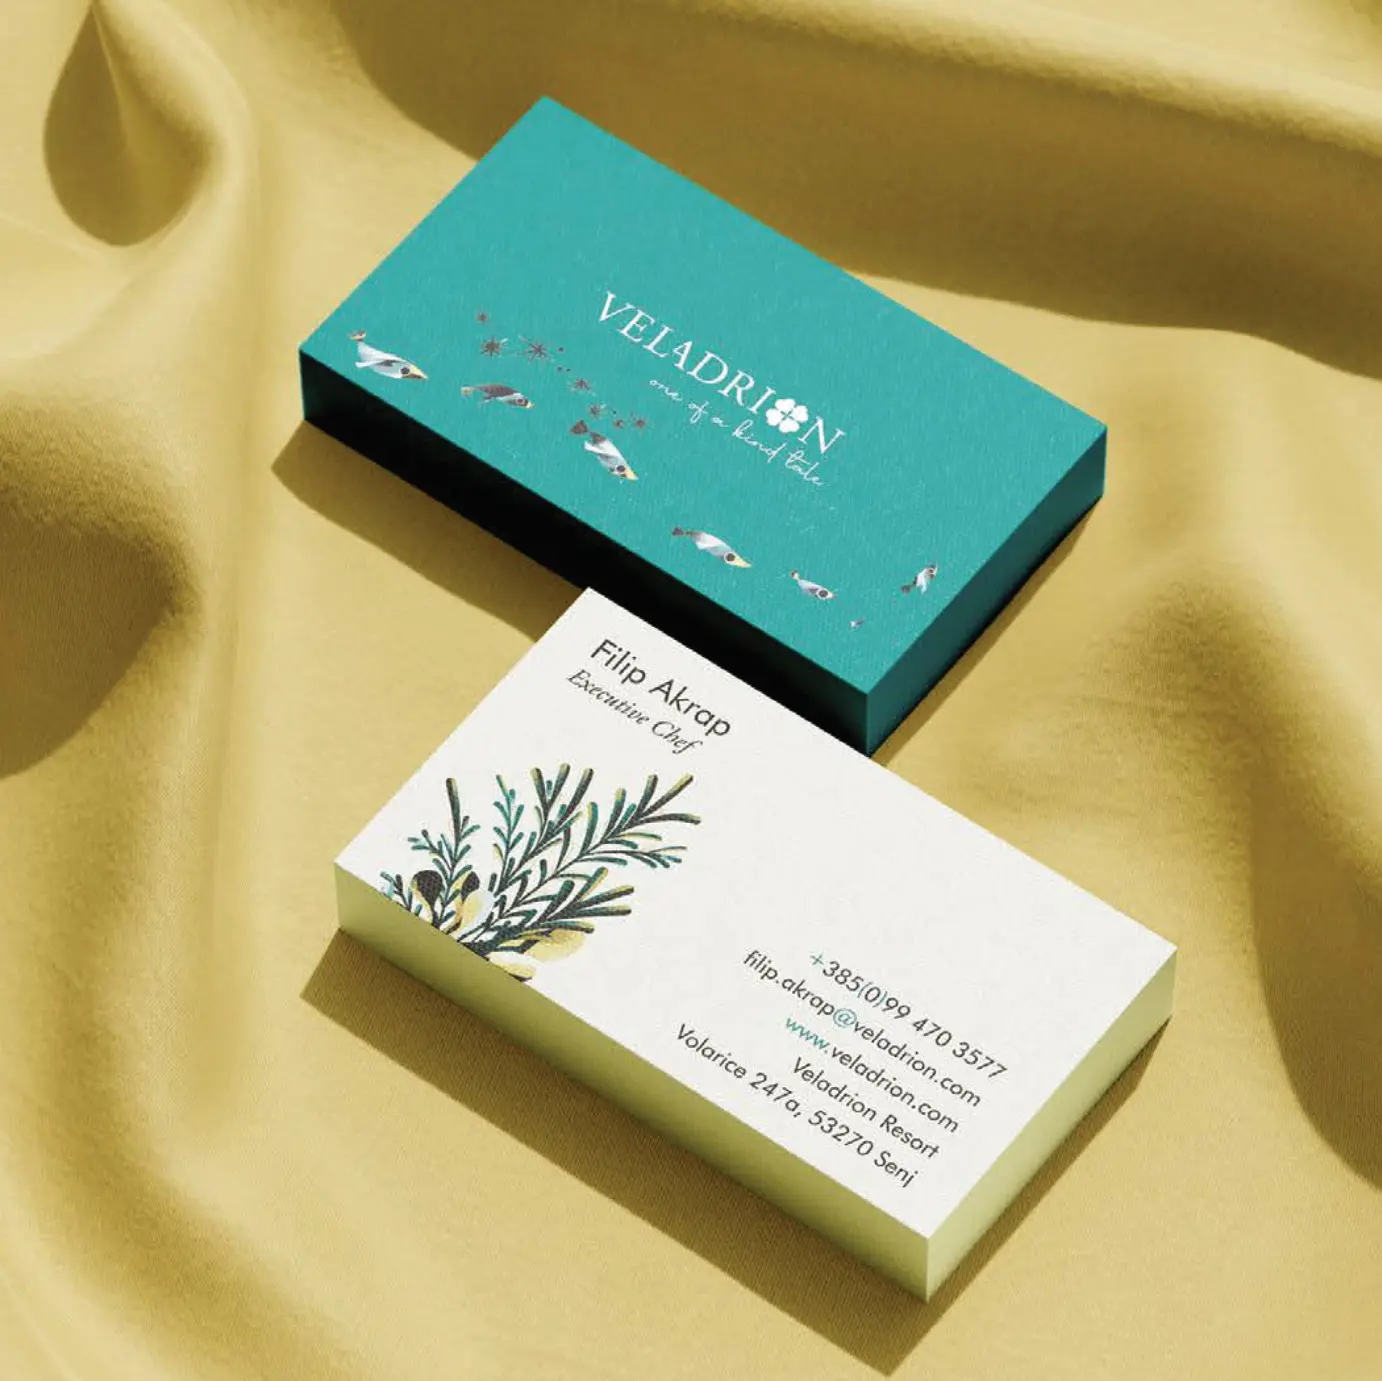 VELADRION
one of a kind tale
Filip Akrap
Executive Chef
+385(0)99 470 3577
filip.akrap@veladrion.com
www.veladrion.com
Veladrion Resort
Volarice 247a, 53270 Senj